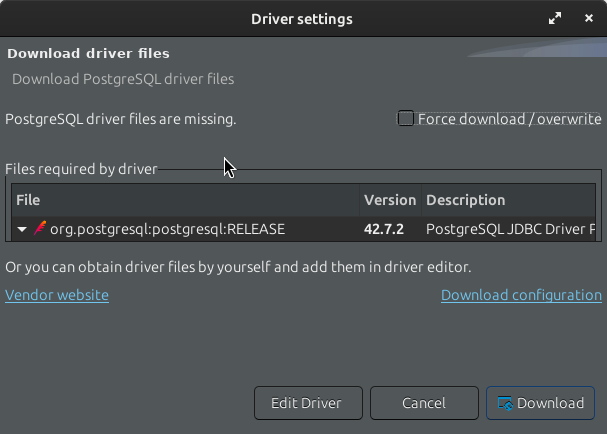 Driver settings
Download driver files
Download PostgreSQL driver files
PostgreSQL driver files are missing.
Force download / overwrite
Files required by driver
File Version Description
org.postgresql:postgresql:RELEASE 42.7.2 PostgreSQL JDBC Driver
Or you can obtain driver files by yourself and add them in driver editor.
Vendor website Download configuration
Edit Driver Cancel Download